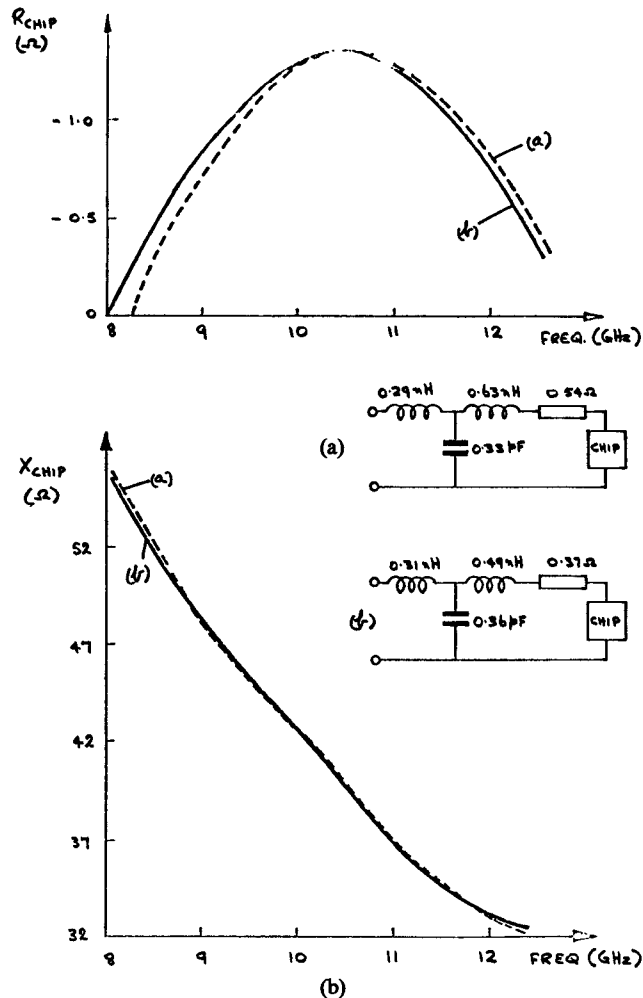 R CHIP
(Ω)
- 1.0
- 0.5
0
8 9 10 11 12
FREQ. (GHz)
(a)
(b)
0.29nH 0.63nH 0.54Ω
(a)
0.33pF
CHIP
X CHIP
(Ω)
(a)
(b)
52
47
42
37
32
8 9 10 11 12
FREQ (GHz)
0.31nH 0.49nH 0.37Ω
(b)
0.36pF
CHIP
(b)